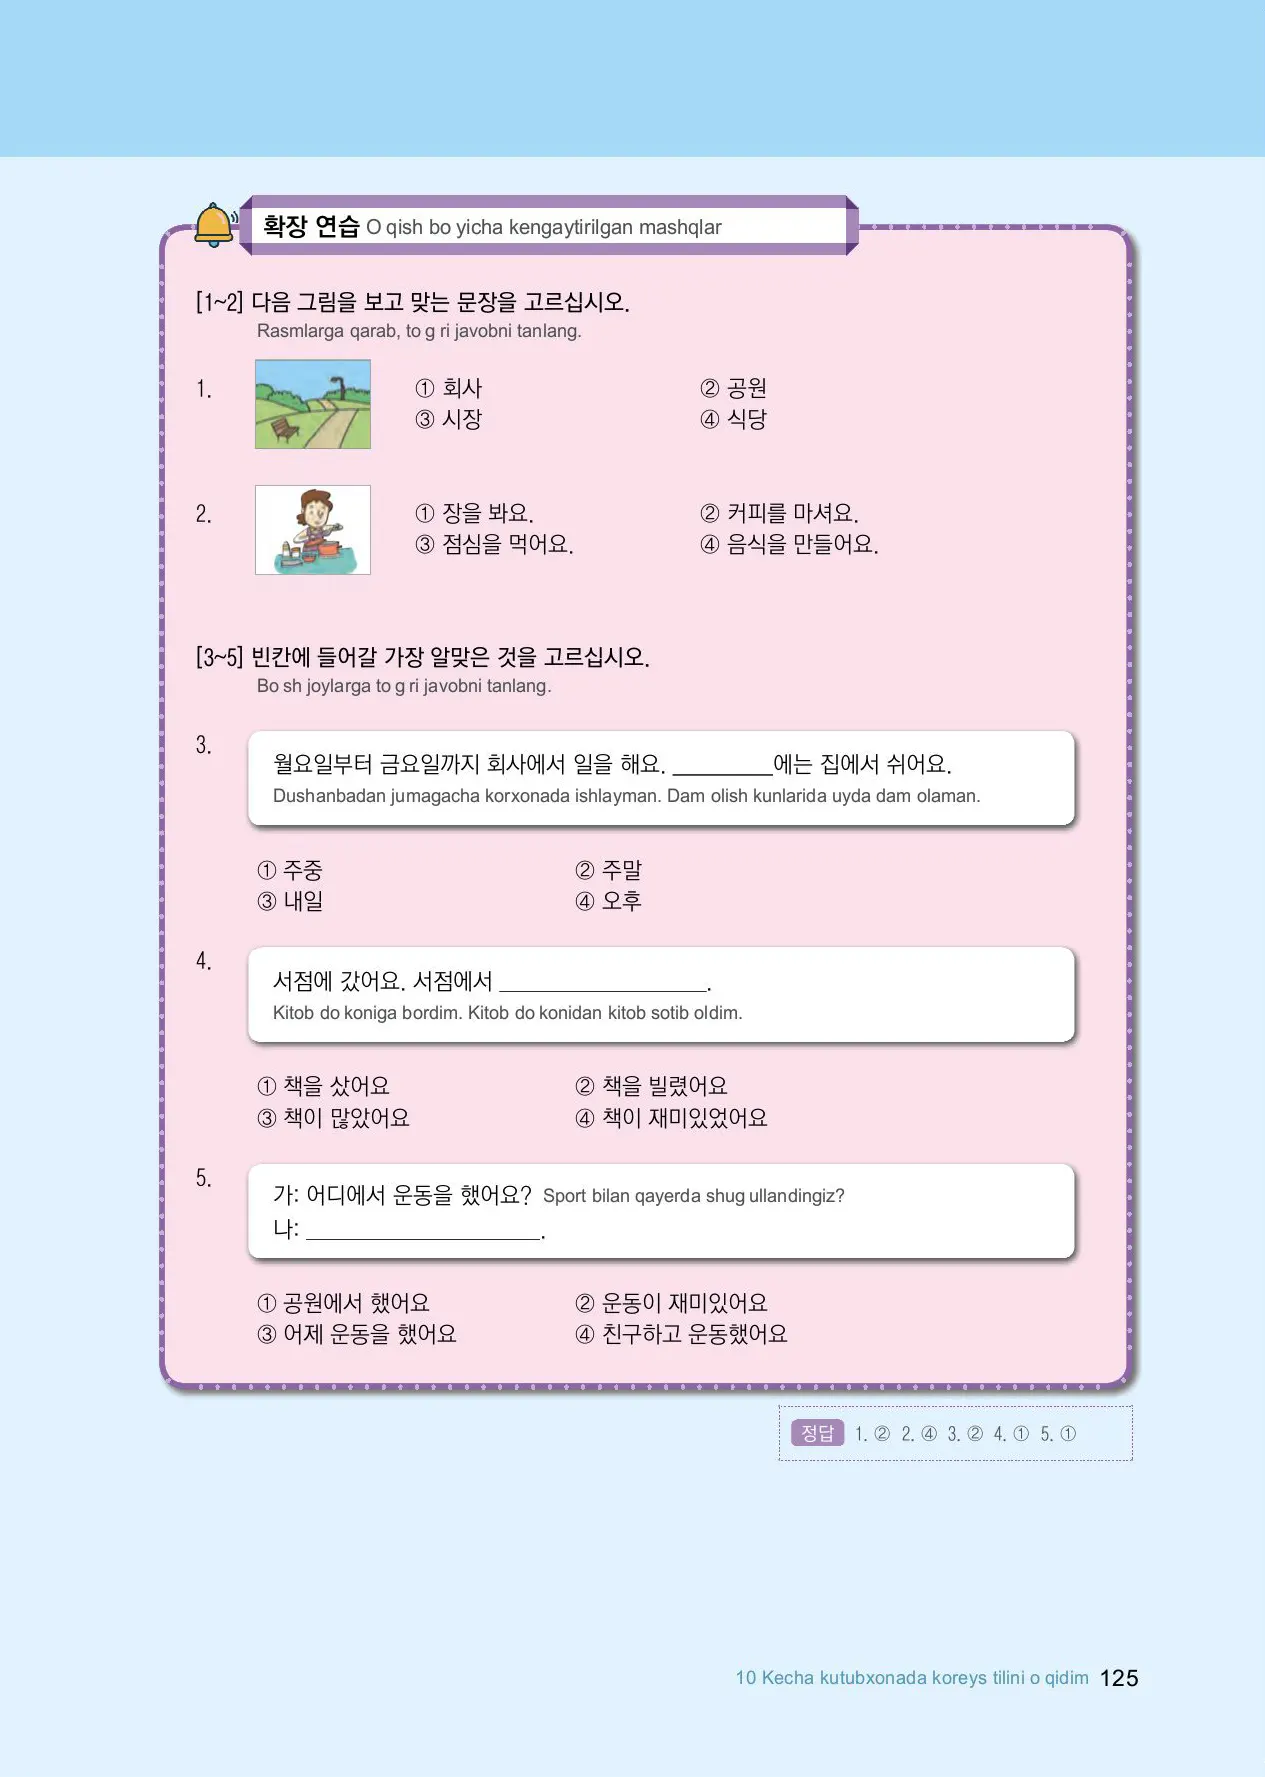 확장 연습 O qish bo yicha kengaytirilgan mashqlar
[1~2] 다음 그림을 보고 맞는 문장을 고르십시오.
Rasmlarga qarab, to g ri javobni tanlang.
1.
① 회사 ② 공원
③ 시장 ④ 식당
2.
① 장을 봐요. ② 커피를 마셔요.
③ 점심을 먹어요. ④ 음식을 만들어요.
[3~5] 빈칸에 들어갈 가장 알맞은 것을 고르십시오.
Bo sh joylarga to g ri javobni tanlang.
3.
월요일부터 금요일까지 회사에서 일을 해요. _________에는 집에서 쉬어요.
Dushanbadan jumagacha korxonada ishlayman. Dam olish kunlarida uyda dam olaman.
① 주중 ② 주말
③ 내일 ④ 오후
4.
서점에 갔어요. 서점에서 __________________.
Kitob do koniga bordim. Kitob do konidan kitob sotib oldim.
① 책을 샀어요 ② 책을 빌렸어요
③ 책이 많았어요 ④ 책이 재미있었어요
5.
가: 어디에서 운동을 했어요? Sport bilan qayerda shug ullandingiz?
나: ____________________.
① 공원에서 했어요 ② 운동이 재미있어요
③ 어제 운동을 했어요 ④ 친구하고 운동했어요
정답 1. ② 2. ④ 3. ② 4. ① 5. ①
10 Kecha kutubxonada koreys tilini o qidim 125